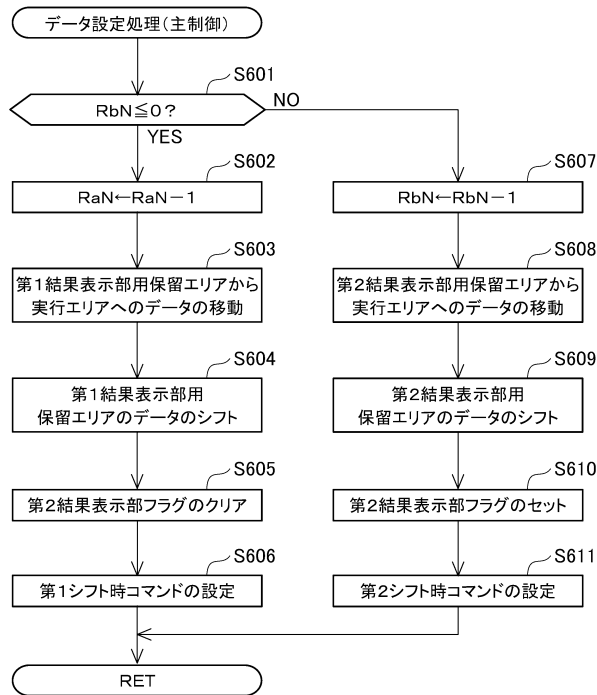 データ設定処理(主制御)
S601
RbN≦0?
NO
YES
S602
RaN←RaN-1
S603
第1結果表示部用保留エリアから
実行エリアへのデータの移動
S604
第1結果表示部用
保留エリアのデータのシフト
S605
第2結果表示部フラグのクリア
S606
第1シフト時コマンドの設定
S607
RbN←RbN-1
S608
第2結果表示部用保留エリアから
実行エリアへのデータの移動
S609
第2結果表示部用
保留エリアのデータのシフト
S610
第2結果表示部フラグのセット
S611
第2シフト時コマンドの設定
RET